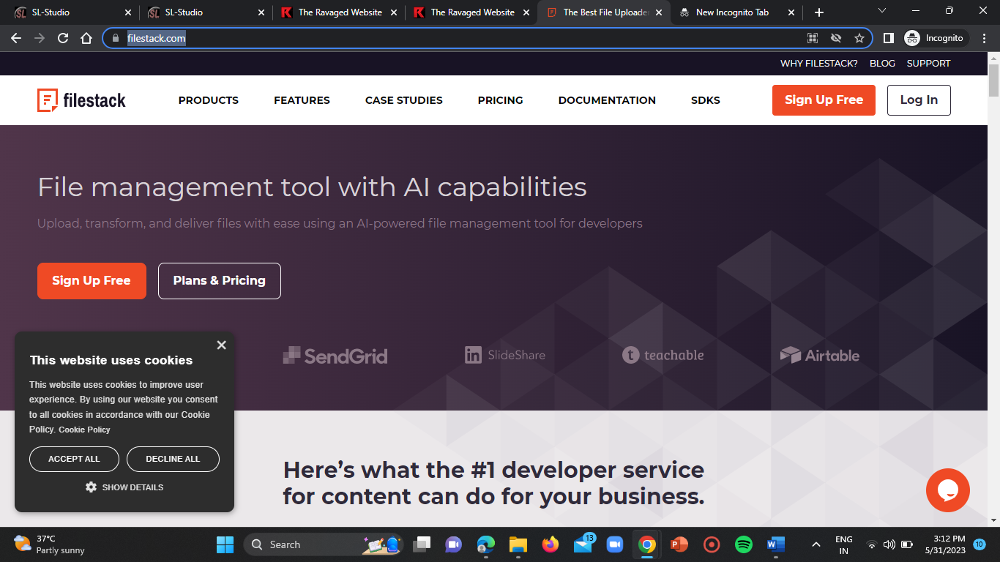 SL-Studio
SL-Studio
The Ravaged Website
The Ravaged Website
The Best File Uploader
New Incognito Tab
filestack.com
Incognito
WHY FILESTACK? BLOG SUPPORT
filestack
PRODUCTS FEATURES CASE STUDIES PRICING DOCUMENTATION SDKS
Sign Up Free
Log In
File management tool with AI capabilities
Upload, transform, and deliver files with ease using an AI-powered file management tool for developers
Sign Up Free
Plans & Pricing
SendGrid
in SlideShare
t teachable
Airtable
This website uses cookies
This website uses cookies to improve user
experience. By using our website you consent
to all cookies in accordance with our Cookie
Policy. Cookie Policy
ACCEPT ALL
DECLINE ALL
SHOW DETAILS
Here's what the #1 developer service
for content can do for your business.
37°C
Partly sunny
Search
13
ENG
IN
3:12 PM
5/31/2023
10